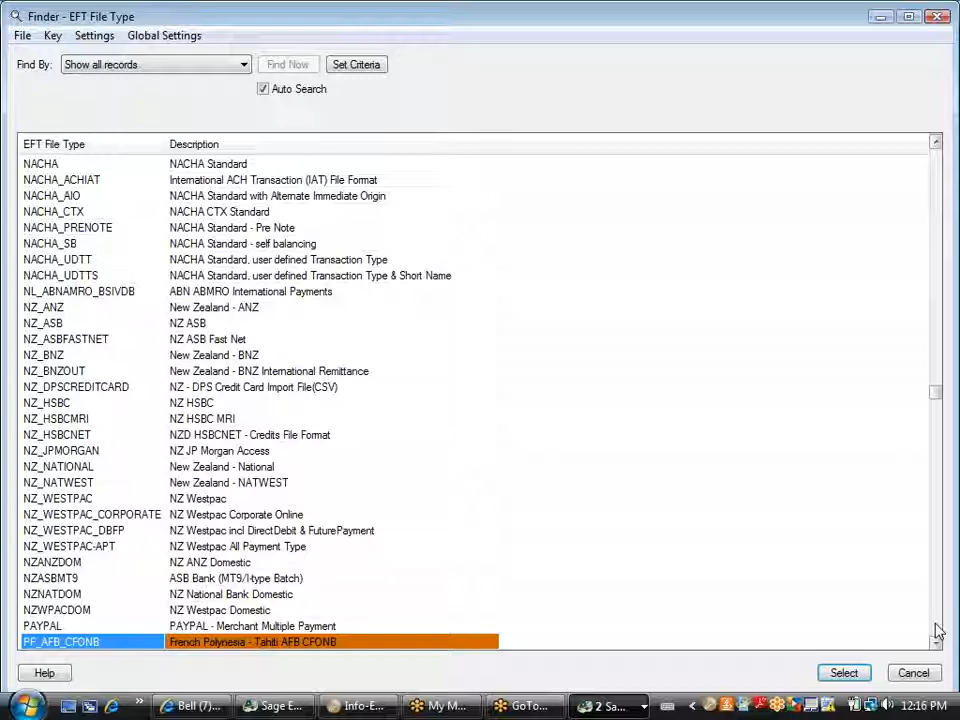 Finder - EFT File Type
File Key Settings Global Settings
Find By: Show all records Find Now Set Criteria
Auto Search
EFT File Type Description
NACHA NACHA Standard
NACHA_ACHIAT International ACH Transaction (IAT) File Format
NACHA_AIO NACHA Standard with Alternate Immediate Origin
NACHA_CTX NACHA CTX Standard
NACHA_PRENOTE NACHA Standard - Pre Note
NACHA_SB NACHA Standard - self balancing
NACHA_UDTT NACHA Standard, user defined Transaction Type
NACHA_UDTTS NACHA Standard, user defined Transaction Type & Short Name
NL_ABNAMRO_BSIVDB ABN ABMRO International Payments
NZ_ANZ New Zealand - ANZ
NZ_ASB NZ ASB
NZ_ASBFASTNET NZ ASB Fast Net
NZ_BNZ New Zealand - BNZ
NZ_BNZOUT New Zealand - BNZ International Remittance
NZ_DPSCREDITCARD NZ - DPS Credit Card Import File(CSV)
NZ_HSBC NZ HSBC
NZ_HSBCMRI NZ HSBC MRI
NZ_HSBCNET NZD HSBCNET - Credits File Format
NZ_JPMORGAN NZ JP Morgan Access
NZ_NATIONAL New Zealand - National
NZ_NATWEST New Zealand - NATWEST
NZ_WESTPAC NZ Westpac
NZ_WESTPAC_CORPORATE NZ Westpac Corporate Online
NZ_WESTPAC_DBFP NZ Westpac incl DirectDebit & FuturePayment
NZ_WESTPAC-APT NZ Westpac All Payment Type
NZANZDOM NZ ANZ Domestic
NZASBMT9 ASB Bank (MT9/I-type Batch)
NZNATDOM NZ National Bank Domestic
NZWPACDOM NZ Westpac Domestic
PAYPAL PAYPAL - Merchant Multiple Payment
PF_AFB_CFONB French Polynesia - Tahiti AFB CFONB
Help Select Cancel
Bell (7)... Sage E... Info-E... My M... GoTo... 2 Sa... 12:16 PM